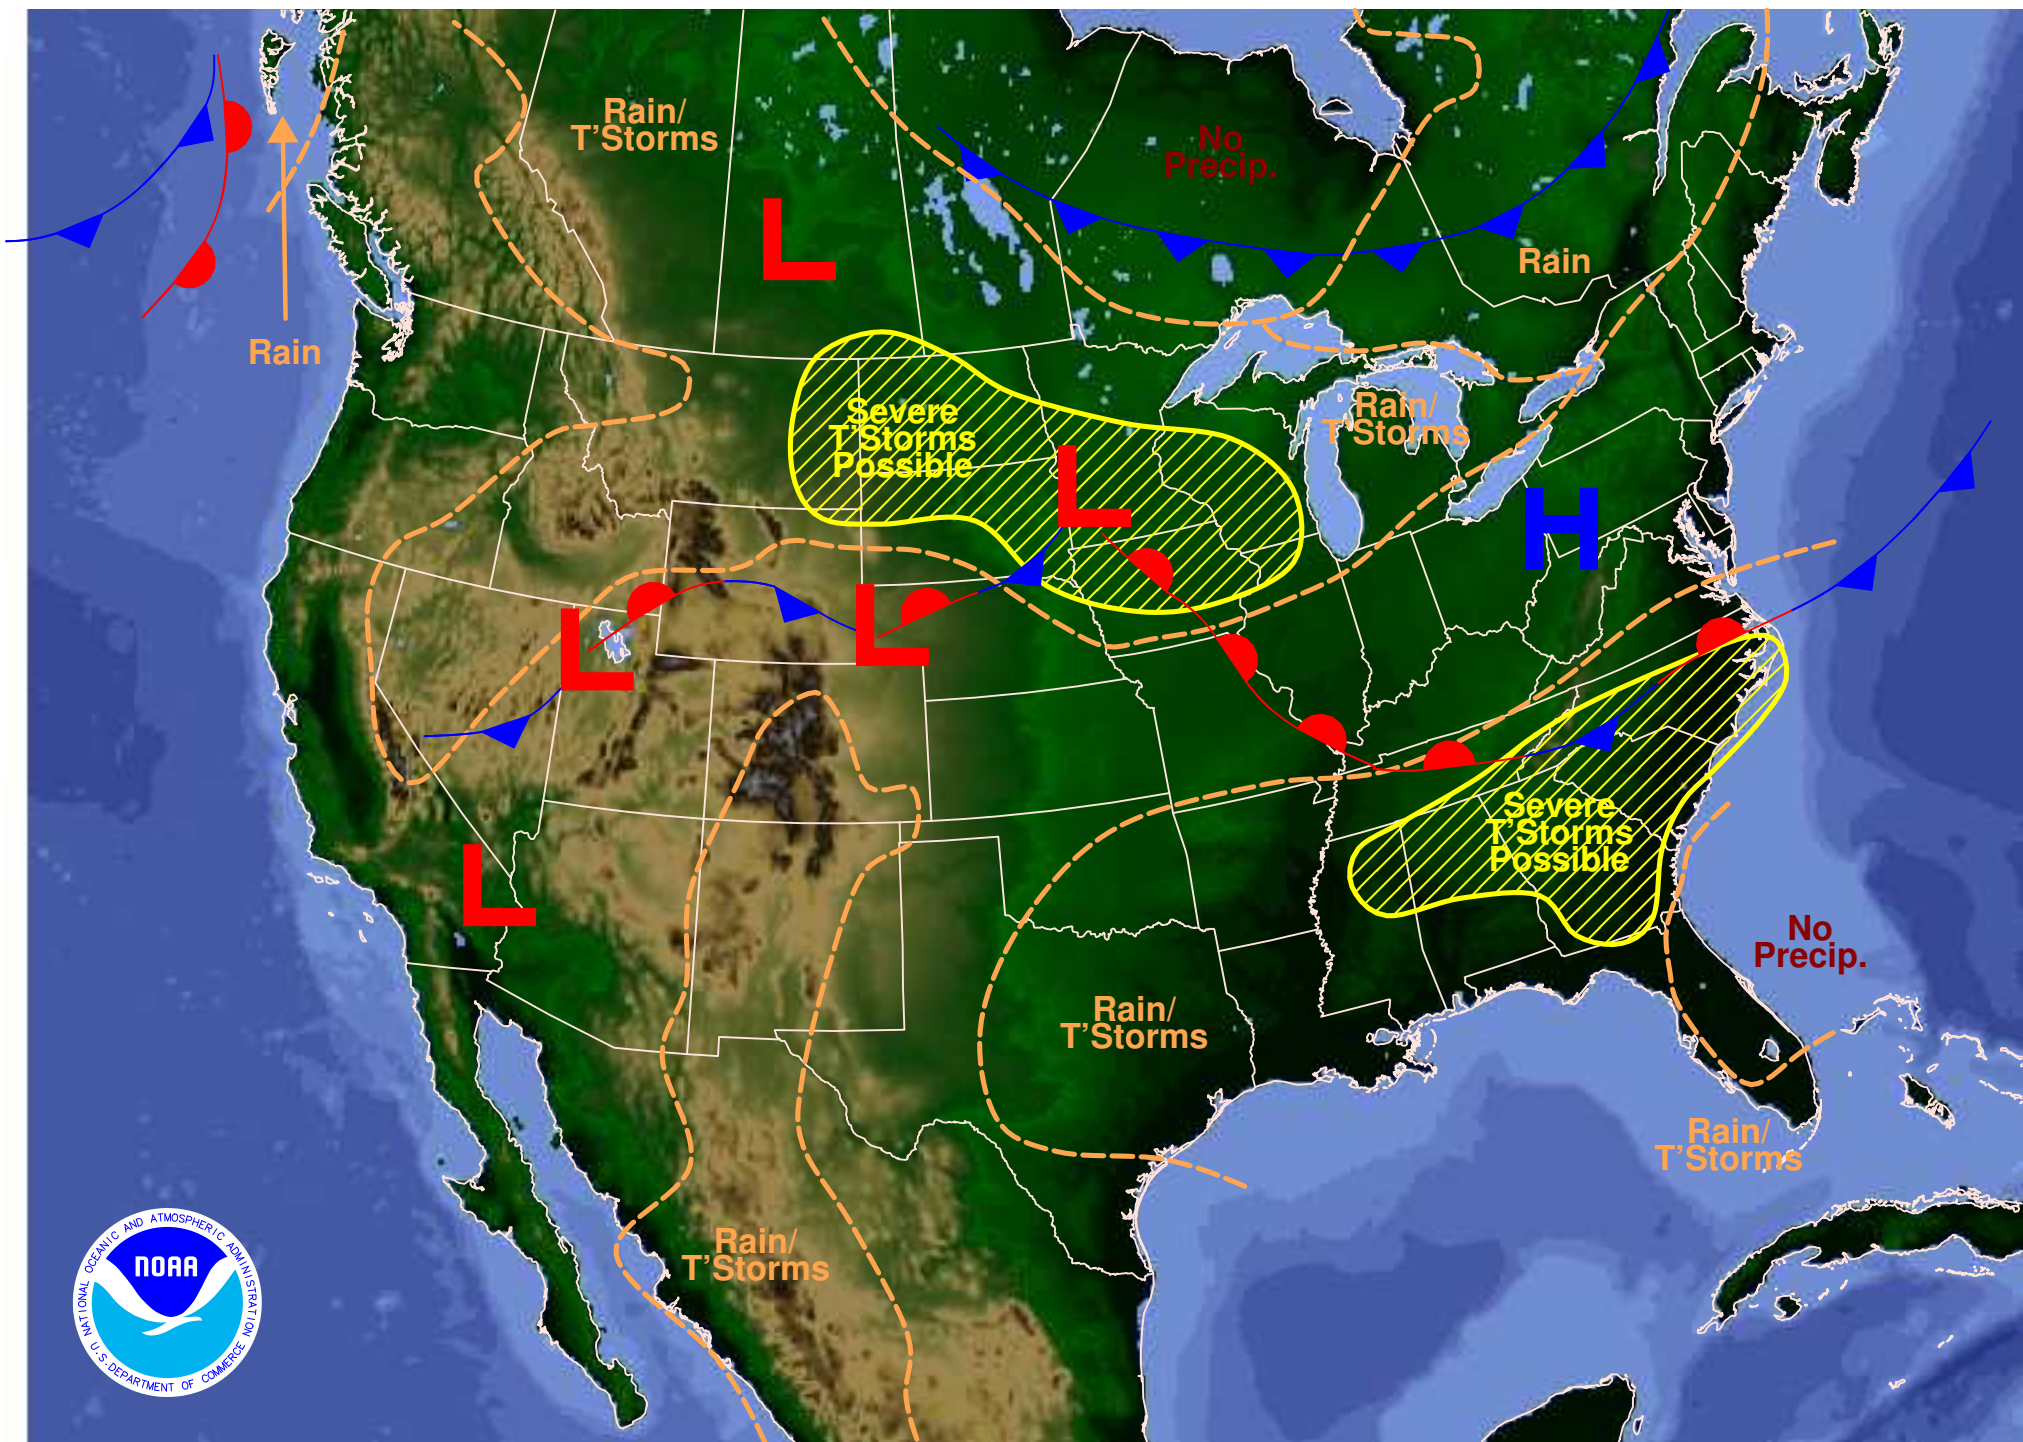 Rain/
T'Storms
No
Precip.
L
Rain
Rain
Severe
T'Storms
Possible
Rain/
T'Storms
L
H
L
L
Severe
T'Storms
Possible
L
No
Precip.
Rain/
T'Storms
Rain/
T'Storms
Rain/
T'Storms
NATIONAL OCEANIC AND ATMOSPHERIC ADMINISTRATION
NOAA
U.S. DEPARTMENT OF COMMERCE